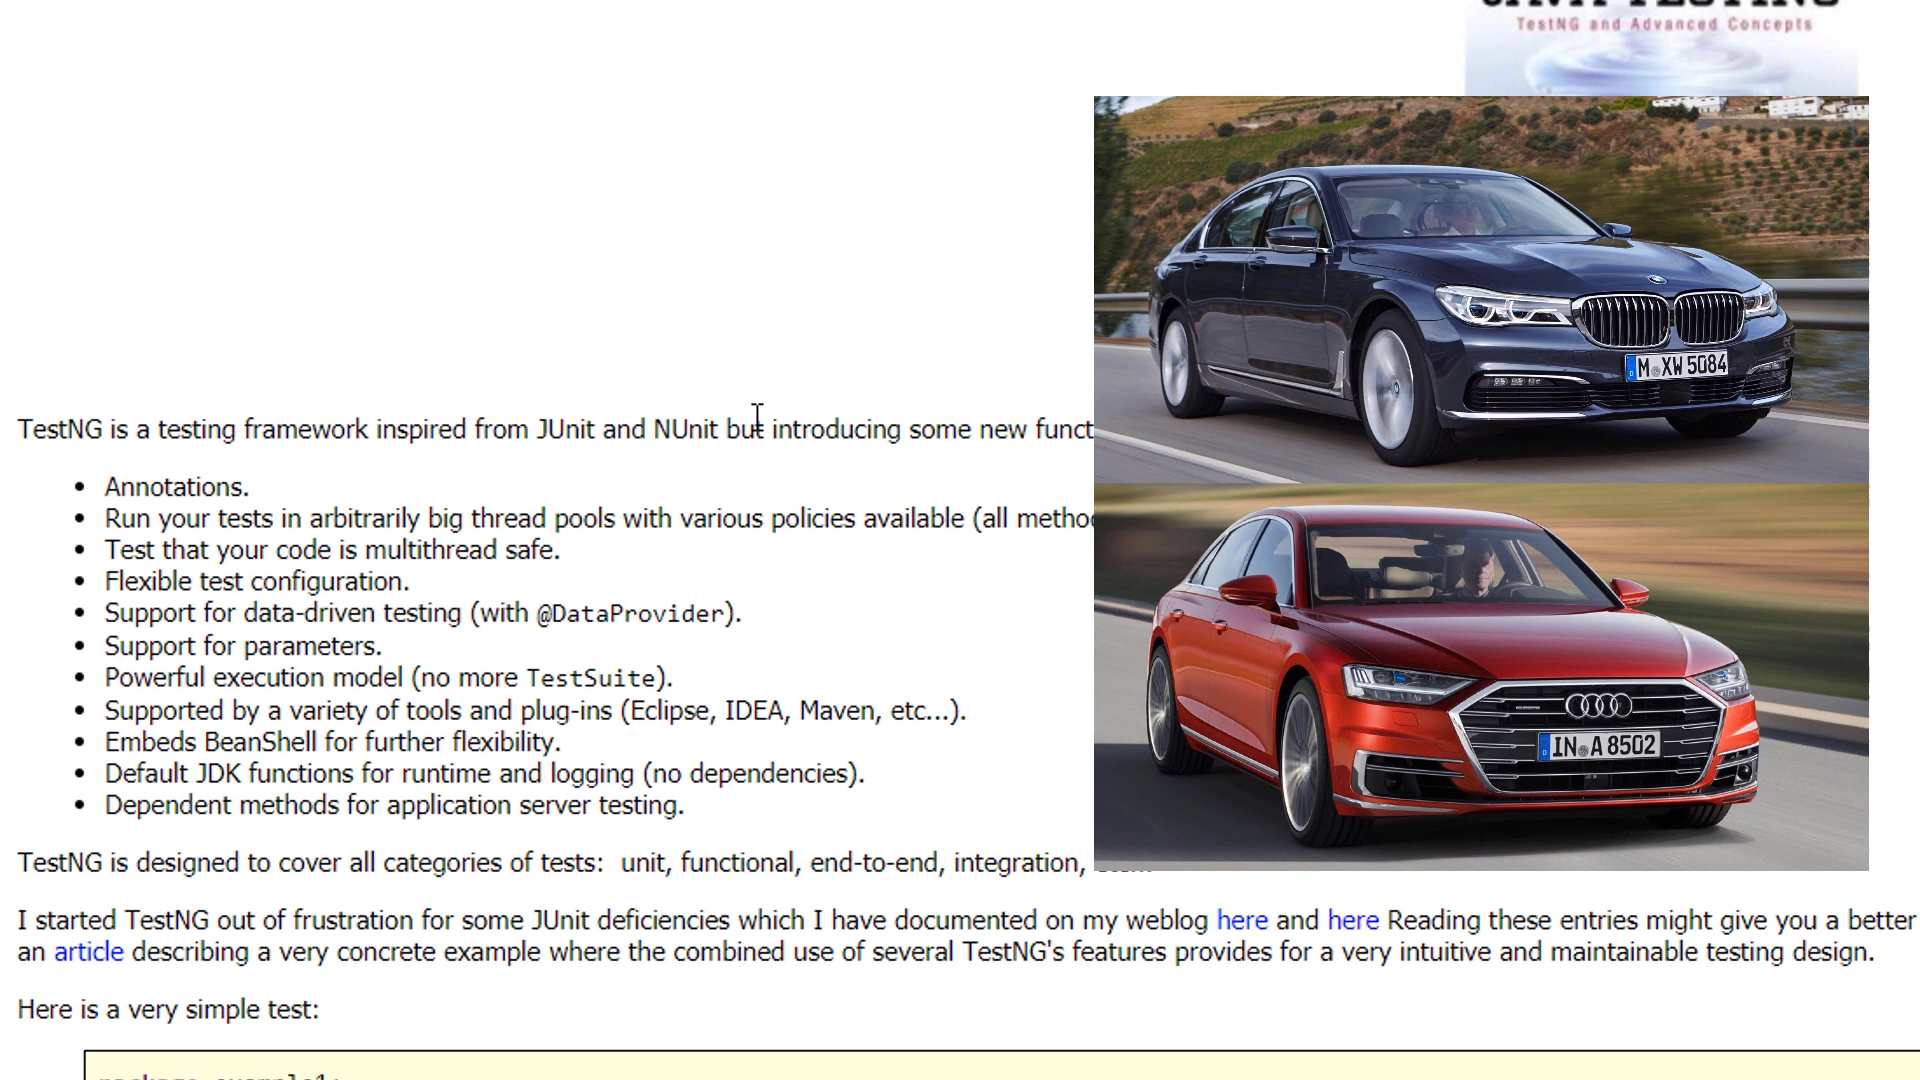 TestNG and Advanced Concepts
M XW 5084
TestNG is a testing framework inspired from JUnit and NUnit but introducing some new funct
Annotations.
Run your tests in arbitrarily big thread pools with various policies available (all metho
Test that your code is multithread safe.
Flexible test configuration.
Support for data-driven testing (with @DataProvider).
Support for parameters.
Powerful execution model (no more TestSuite).
Supported by a variety of tools and plug-ins (Eclipse, IDEA, Maven, etc...).
Embeds BeanShell for further flexibility.
Default JDK functions for runtime and logging (no dependencies).
Dependent methods for application server testing.
IN A 8502
TestNG is designed to cover all categories of tests:  unit, functional, end-to-end, integration,
I started TestNG out of frustration for some JUnit deficiencies which I have documented on my weblog here and here Reading these entries might give you a better
an article describing a very concrete example where the combined use of several TestNG's features provides for a very intuitive and maintainable testing design.
Here is a very simple test: